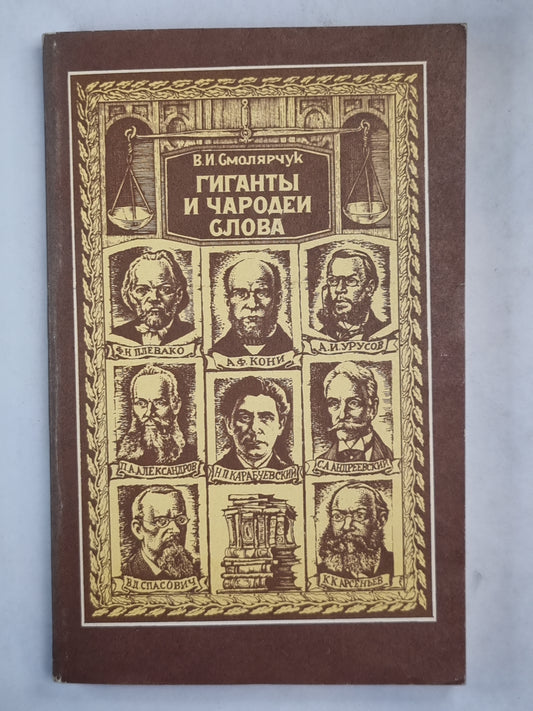 В.И.Смолярчук
ГИГАНТЫ
И ЧАРОДЕИ
СЛОВА
Ф.Н.ПЛЕВАКО
А.Ф.КОНИ
А.И.УРУСОВ
П.А.АЛЕКСАНДРОВ
Н.П.КАРАБЧЕВСКИЙ
С.А.АНДРЕЕВСКИЙ
В.Д.СПАСОВИЧ
К.К.АРСЕНЬЕВ